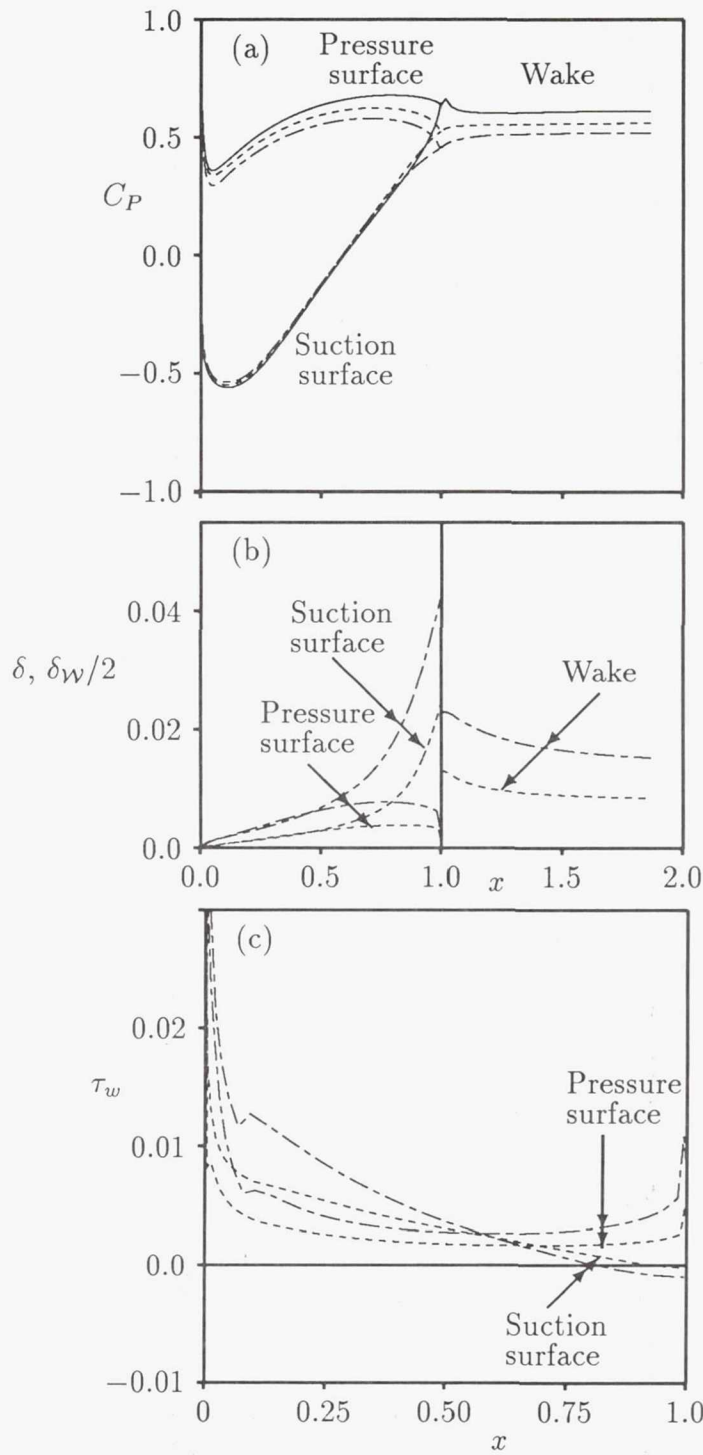 1.0
(a)
Pressure
surface
Wake
0.5
C_P
0.0
Suction
surface
−0.5
−1.0
(b)
0.04
Suction
surface
δ, δ_𝒲/2
Wake
Pressure
surface
0.02
0.0
0.0 0.5 1.0 x 1.5 2.0
(c)
0.02
τ_w
Pressure
surface
0.01
0.0
Suction
surface
−0.01
0 0.25 0.50 0.75 1.0
x